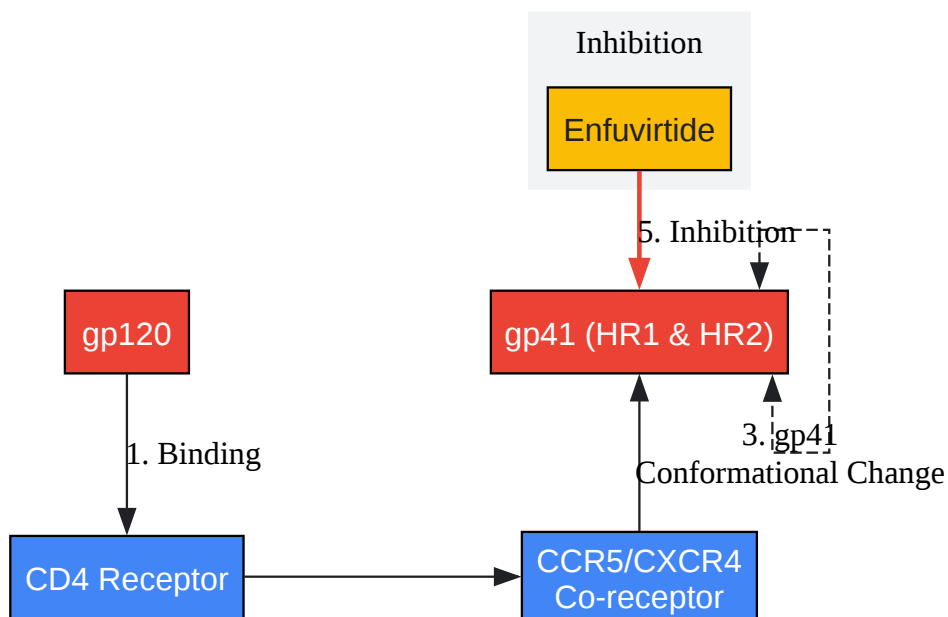 Inhibition
Enfuvirtide
5. Inhibition
gp120
gp41 (HR1 & HR2)
1. Binding
3. gp41
Conformational Change
CD4 Receptor
CCR5/CXCR4
Co-receptor